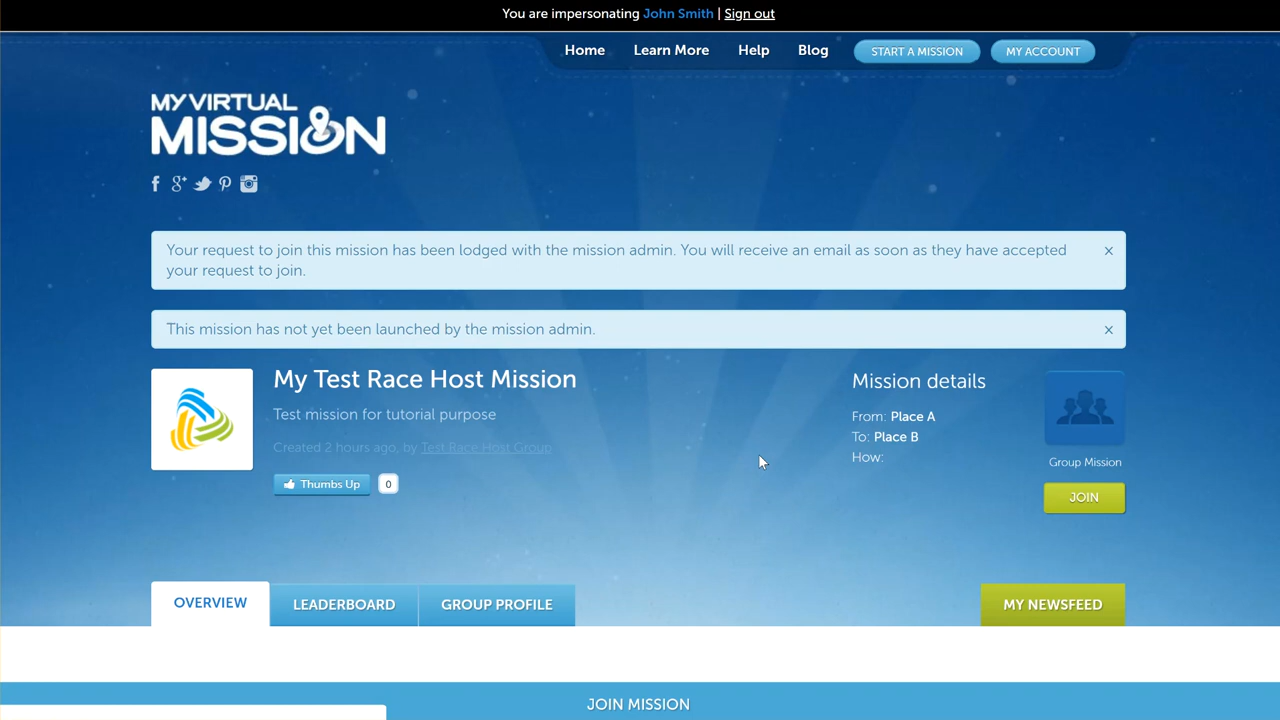 You are impersonating John Smith | Sign out
Home Learn More Help Blog START A MISSION MY ACCOUNT
MY VIRTUAL
MISSION
Your request to join this mission has been lodged with the mission admin. You will receive an email as soon as they have accepted
your request to join.
×
This mission has not yet been launched by the mission admin.
×
My Test Race Host Mission
Test mission for tutorial purpose
Created 2 hours ago, by Test Race Host Group
Thumbs Up 0
Mission details
From: Place A
To: Place B
How:
Group Mission
JOIN
OVERVIEW LEADERBOARD GROUP PROFILE MY NEWSFEED
JOIN MISSION